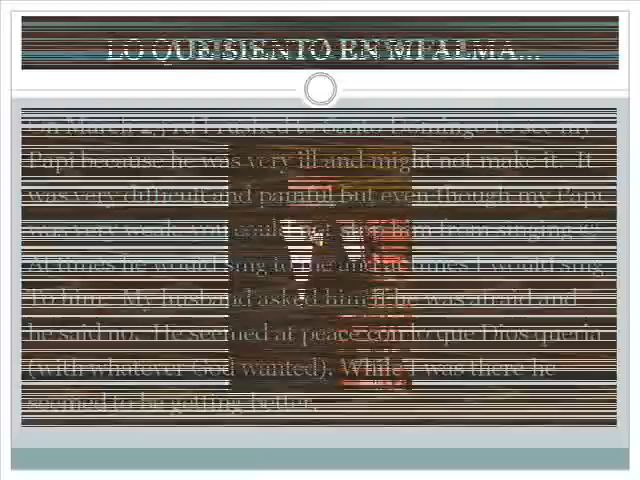 LO QUE SIENTO EN MI ALMA...
On March 23rd I rushed to Santo Domingo to see my
Papi because he was very ill and might not make it. It
was very difficult and painful but even though my Papi
was very weak you could not stop him from singing
At times he would sing to me and at times I would sing
To him. My husband asked him if he was afraid and
he said no. He seemed at peace con lo que Dios queria
(with whatever God wanted). While I was there he
seemed to be getting better.